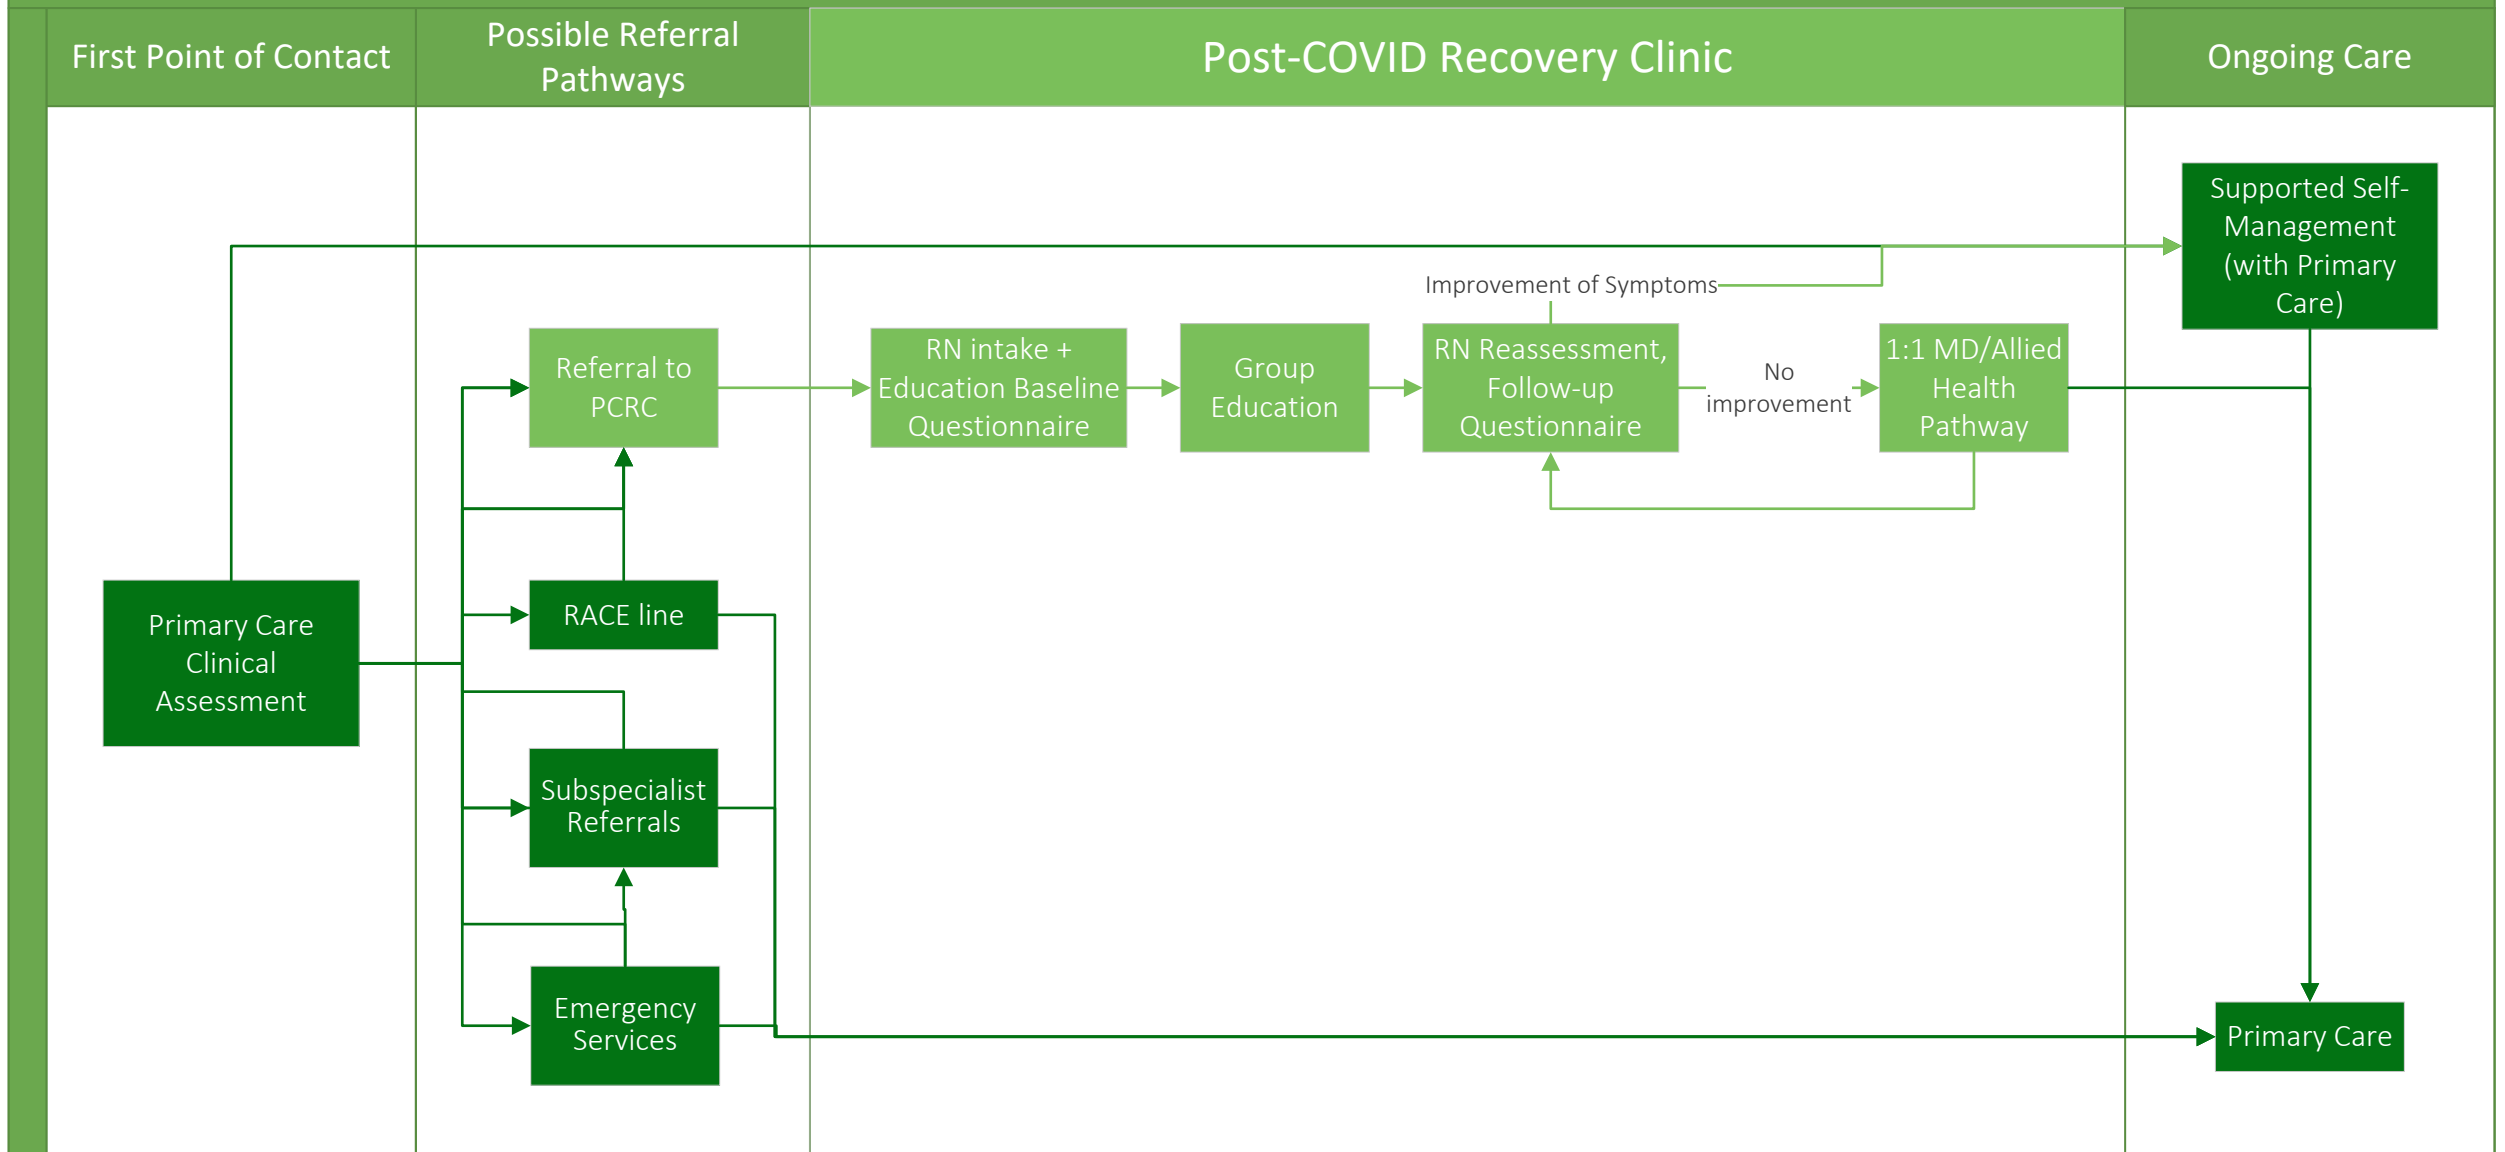 First Point of Contact
Possible Referral
Pathways
Post-COVID Recovery Clinic
Ongoing Care
Supported Self-
Management
(with Primary
Care)
Improvement of Symptoms
Referral to
PCRC
RN intake +
Education Baseline
Questionnaire
Group
Education
RN Reassessment,
Follow-up
Questionnaire
No
improvement
1:1 MD/Allied
Health
Pathway
Primary Care
Clinical
Assessment
RACE line
Subspecialist
Referrals
Emergency
Services
Primary Care